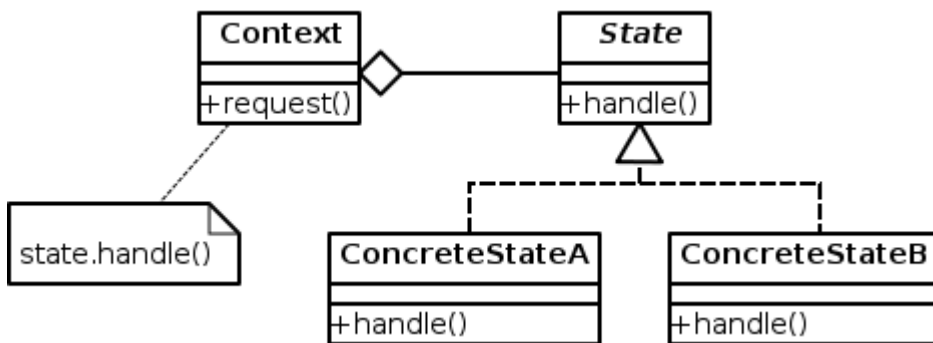 Context
+request()
State
+handle()
state.handle()
ConcreteStateA
+handle()
ConcreteStateB
+handle()